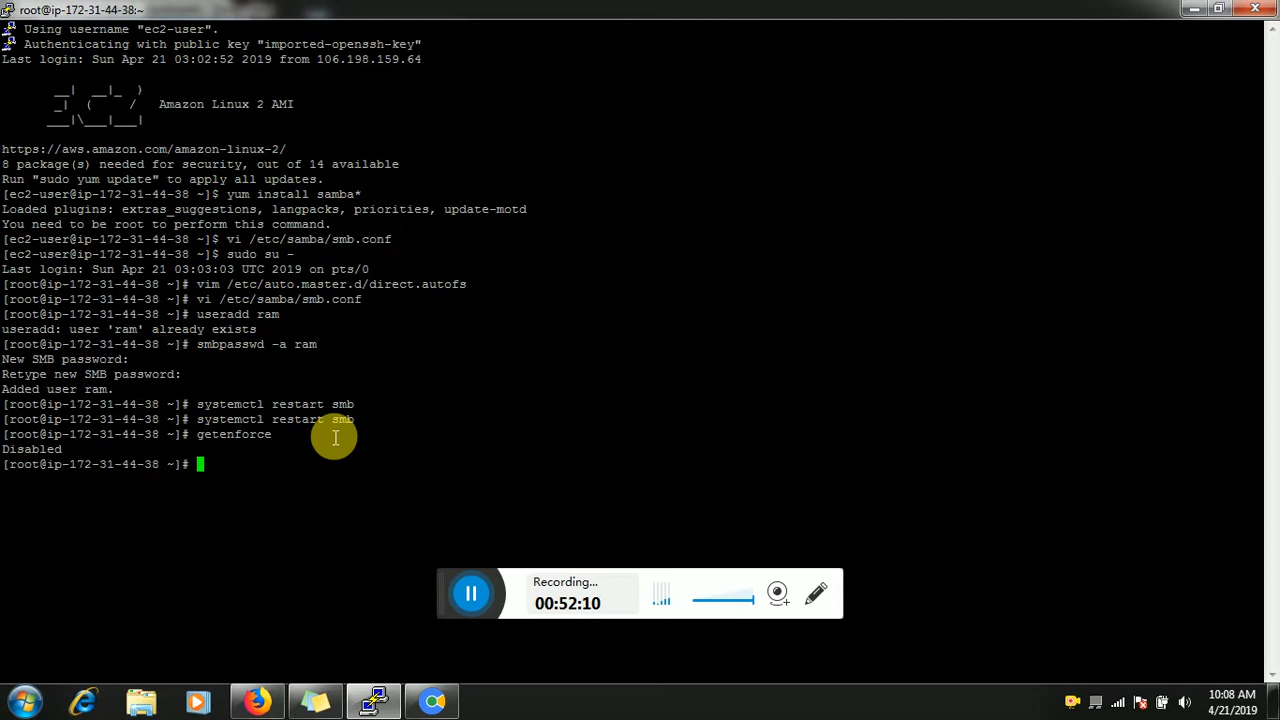 root@ip-172-31-44-38:~
Using username "ec2-user".
Authenticating with public key "imported-openssh-key"
Last login: Sun Apr 21 03:02:52 2019 from 106.198.159.64
__|  __|_  )
_|  (     /   Amazon Linux 2 AMI
___|\___|___|
https://aws.amazon.com/amazon-linux-2/
8 package(s) needed for security, out of 14 available
Run "sudo yum update" to apply all updates.
[ec2-user@ip-172-31-44-38 ~]$ yum install samba*
Loaded plugins: extras_suggestions, langpacks, priorities, update-motd
You need to be root to perform this command.
[ec2-user@ip-172-31-44-38 ~]$ vi /etc/samba/smb.conf
[ec2-user@ip-172-31-44-38 ~]$ sudo su -
Last login: Sun Apr 21 03:03:03 UTC 2019 on pts/0
[root@ip-172-31-44-38 ~]# vim /etc/auto.master.d/direct.autofs
[root@ip-172-31-44-38 ~]# vi /etc/samba/smb.conf
[root@ip-172-31-44-38 ~]# useradd ram
useradd: user 'ram' already exists
[root@ip-172-31-44-38 ~]# smbpasswd -a ram
New SMB password:
Retype new SMB password:
Added user ram.
[root@ip-172-31-44-38 ~]# systemctl restart smb
[root@ip-172-31-44-38 ~]# systemctl restart smb
[root@ip-172-31-44-38 ~]# getenforce
Disabled
[root@ip-172-31-44-38 ~]#
Recording...
00:52:10
10:08 AM
4/21/2019